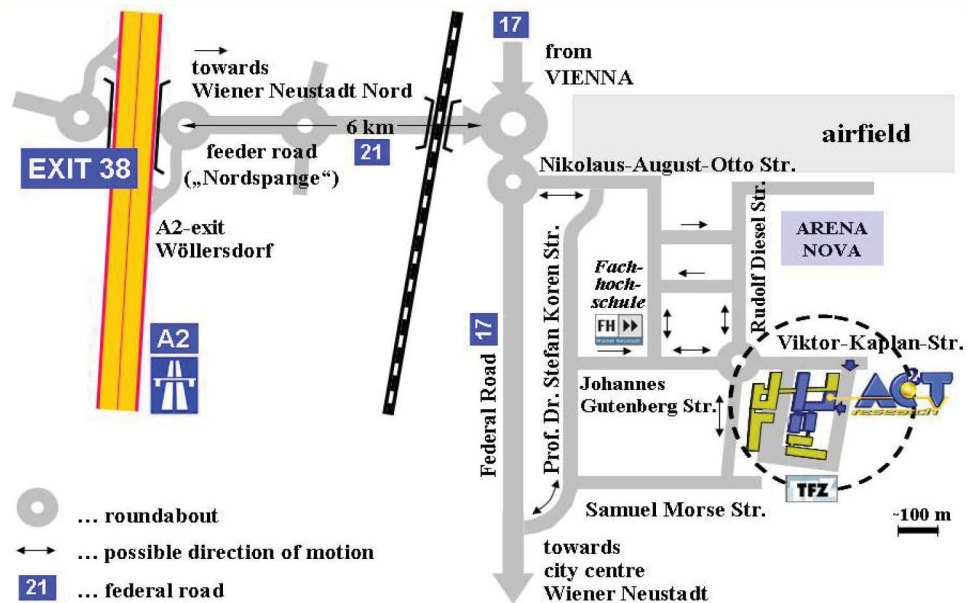 17
from
VIENNA
towards
Wiener Neustadt Nord
6 km
21
feeder road
(„Nordspange“)
EXIT 38
A2-exit
Wöllersdorf
A2
airfield
Nikolaus-August-Otto Str.
ARENA
NOVA
Rudolf Diesel Str.
Fach-
hoch-
schule
FH
Wiener Neustadt
17
Federal Road
Prof. Dr. Stefan Koren Str.
Viktor-Kaplan-Str.
Johannes
Gutenberg Str.
AC²T
research
TFZ
Samuel Morse Str.
~100 m
towards
city centre
Wiener Neustadt
... roundabout
... possible direction of motion
21 ... federal road